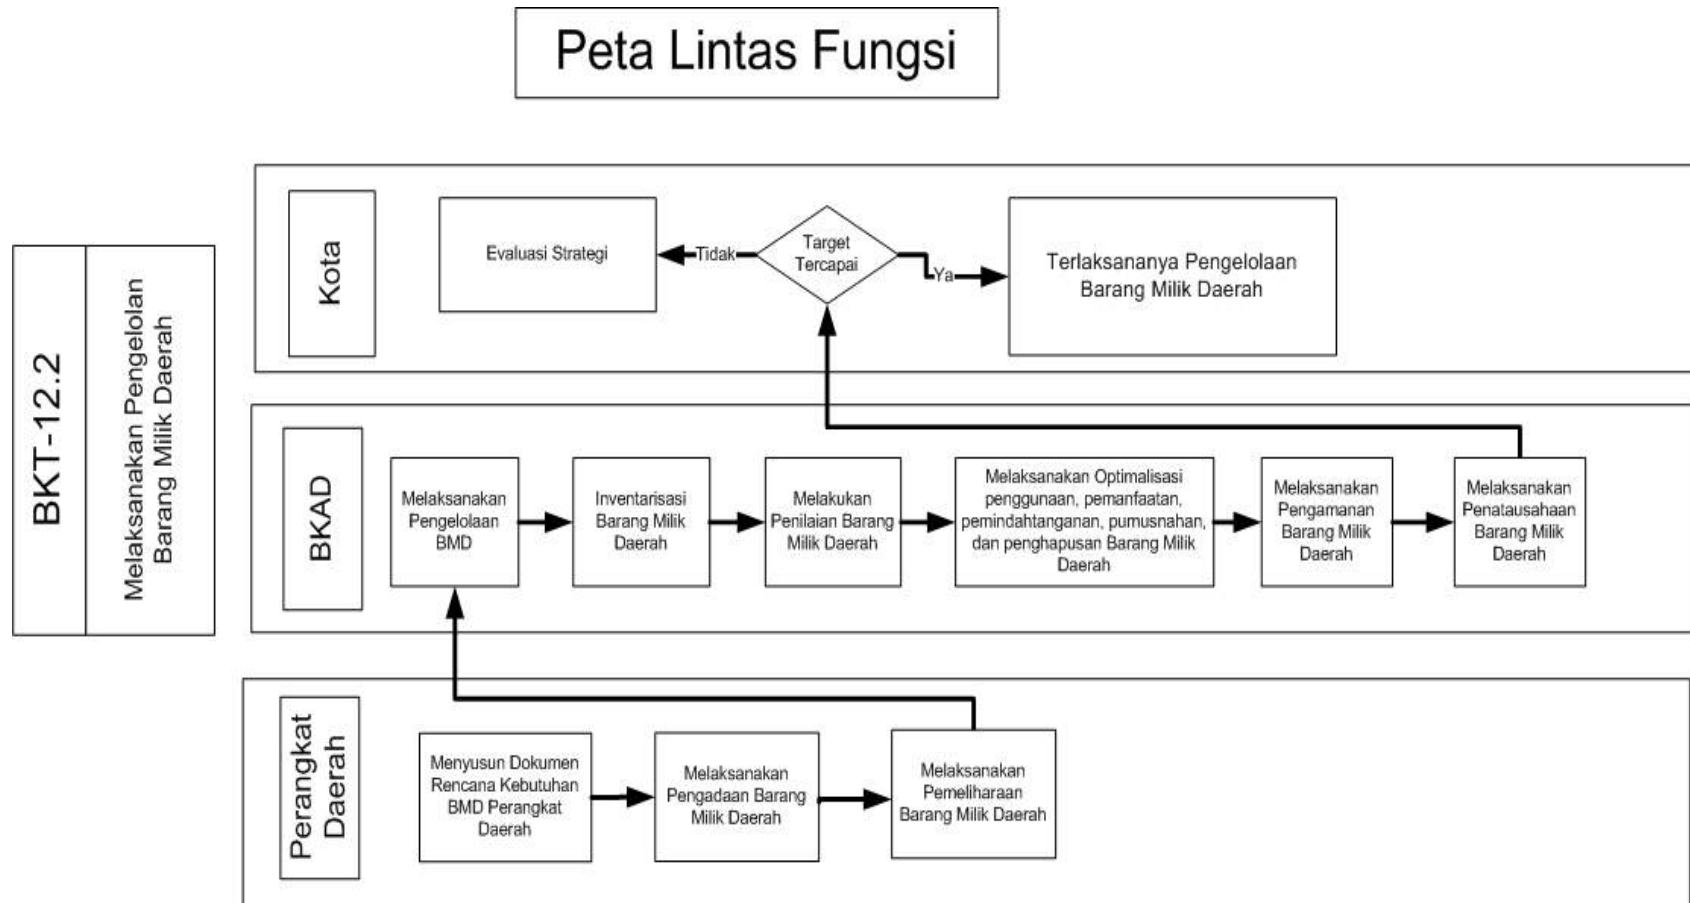 Peta Lintas Fungsi
BKT-12.2
Melaksanakan Pengelolan
Barang Milik Daerah
Kota
Evaluasi Strategi
Tidak
Target
Tercapai
Ya
Terlaksananya Pengelolaan
Barang Milik Daerah
BKAD
Melaksanakan
Pengelolaan
BMD
Inventarisasi
Barang Milik
Daerah
Melakukan
Penilaian Barang
Milik Daerah
Melaksanakan Optimalisasi
penggunaan, pemanfaatan,
pemindahtanganan, pumusnahan,
dan penghapusan Barang Milik
Daerah
Melaksanakan
Pengamanan
Barang Milik
Daerah
Melaksanakan
Penatausahaan
Barang Milik
Daerah
Perangkat
Daerah
Menyusun Dokumen
Rencana Kebutuhan
BMD Perangkat
Daerah
Melaksanakan
Pengadaan Barang
Milik Daerah
Melaksanakan
Pemeliharaan
Barang Milik Daerah